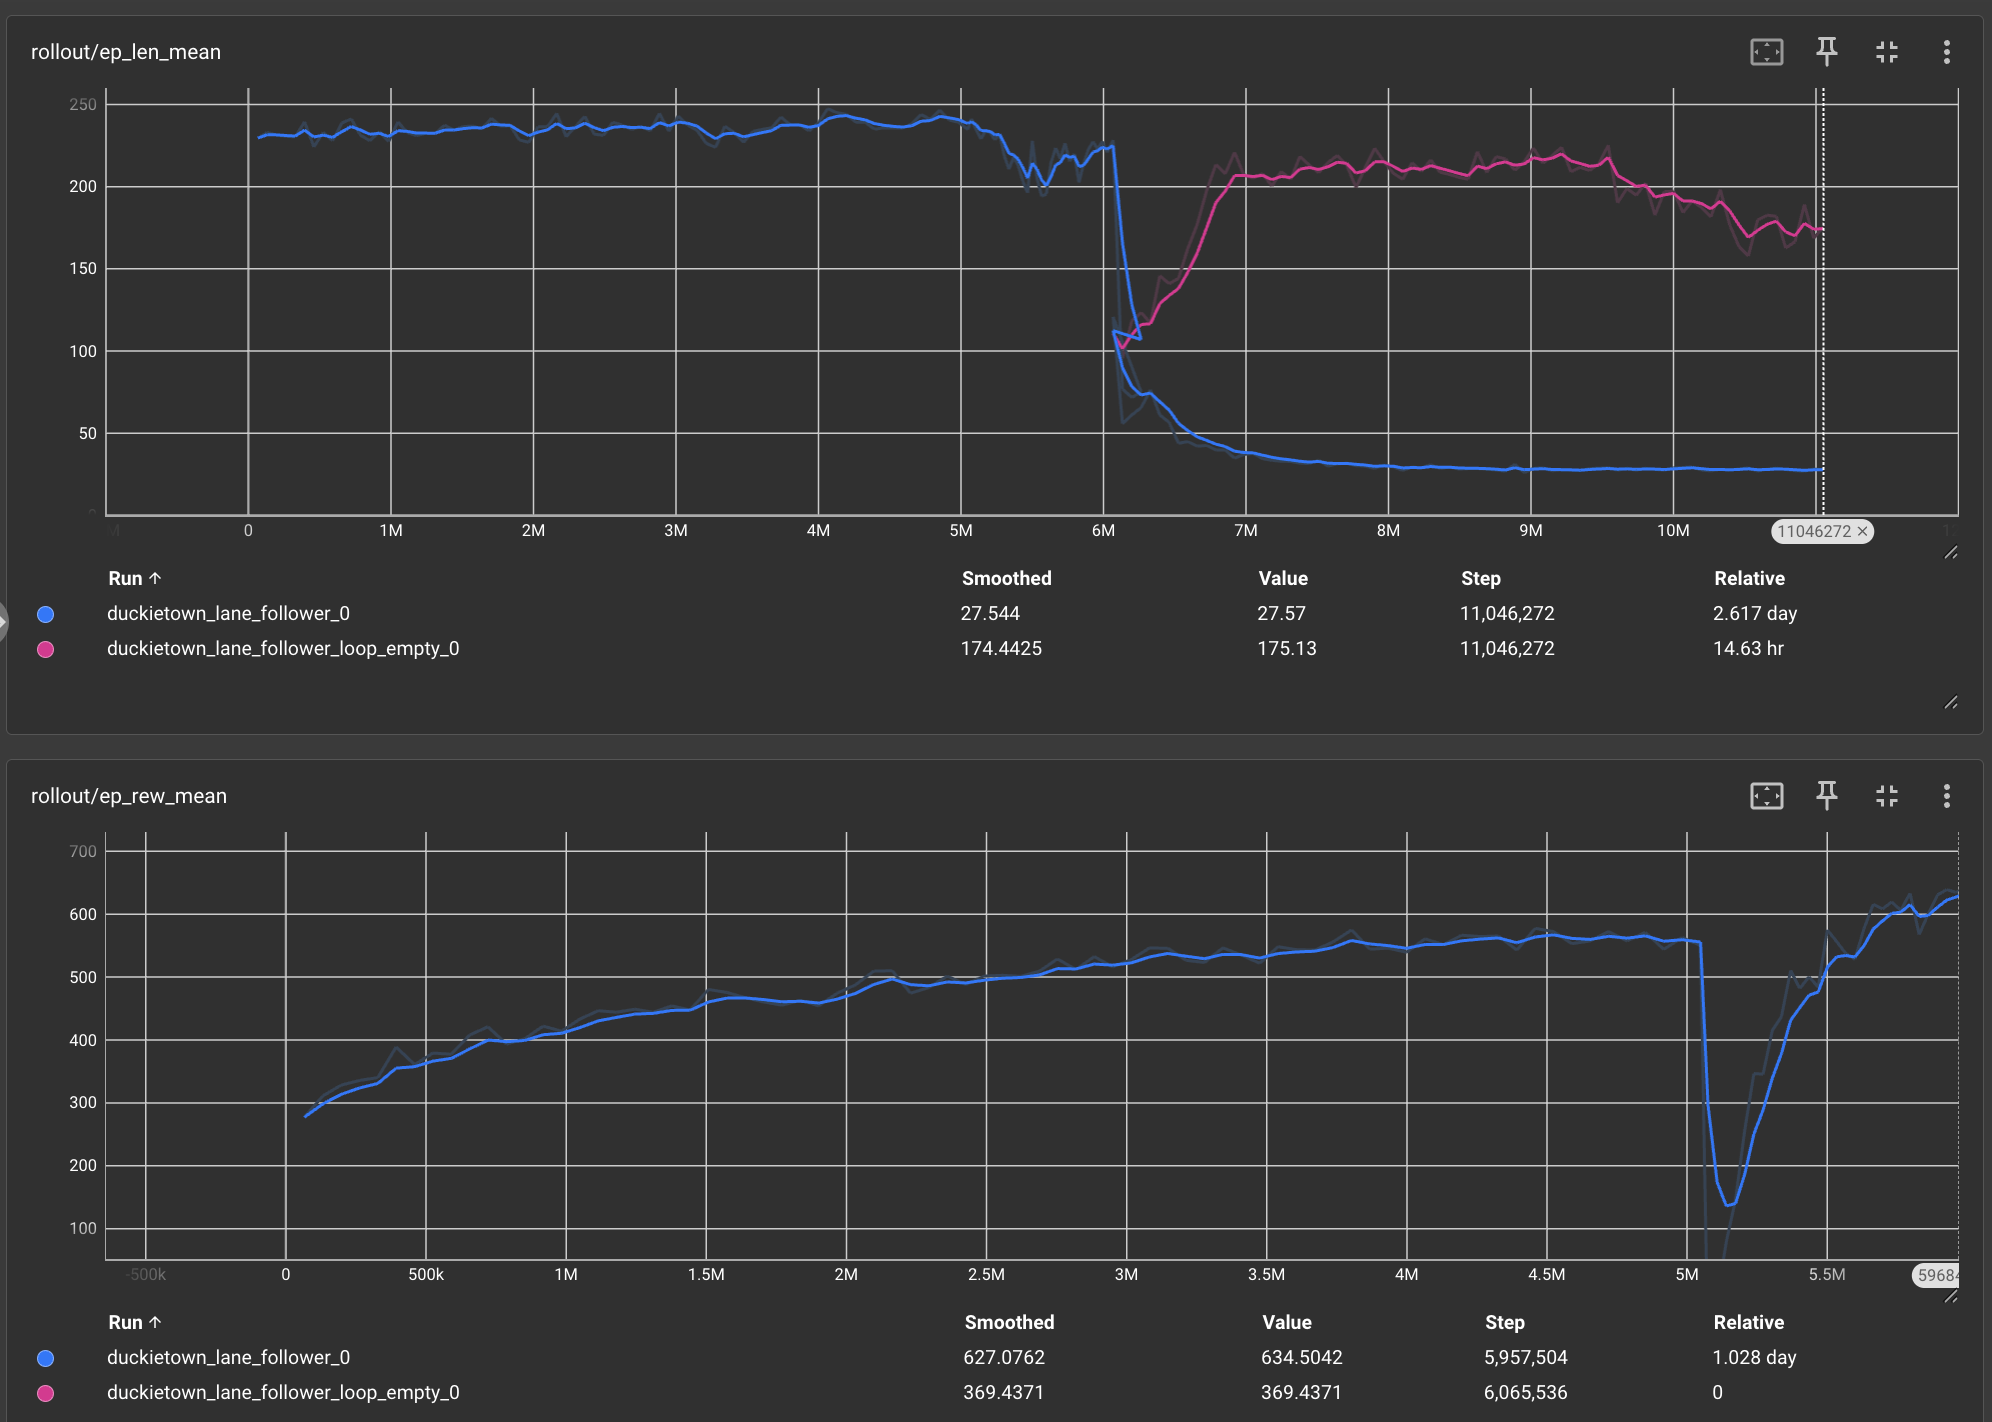 rollout/ep_len_mean
250
200
150
100
50
0 1M 2M 3M 4M 5M 6M 7M 8M 9M 10M 11046272 ×
Run ↑ Smoothed Value Step Relative
duckietown_lane_follower_0 27.544 27.57 11,046,272 2.617 day
duckietown_lane_follower_loop_empty_0 174.4425 175.13 11,046,272 14.63 hr
rollout/ep_rew_mean
700
600
500
400
300
200
100
-500k 0 500k 1M 1.5M 2M 2.5M 3M 3.5M 4M 4.5M 5M 5.5M 5968
Run ↑ Smoothed Value Step Relative
duckietown_lane_follower_0 627.0762 634.5042 5,957,504 1.028 day
duckietown_lane_follower_loop_empty_0 369.4371 369.4371 6,065,536 0